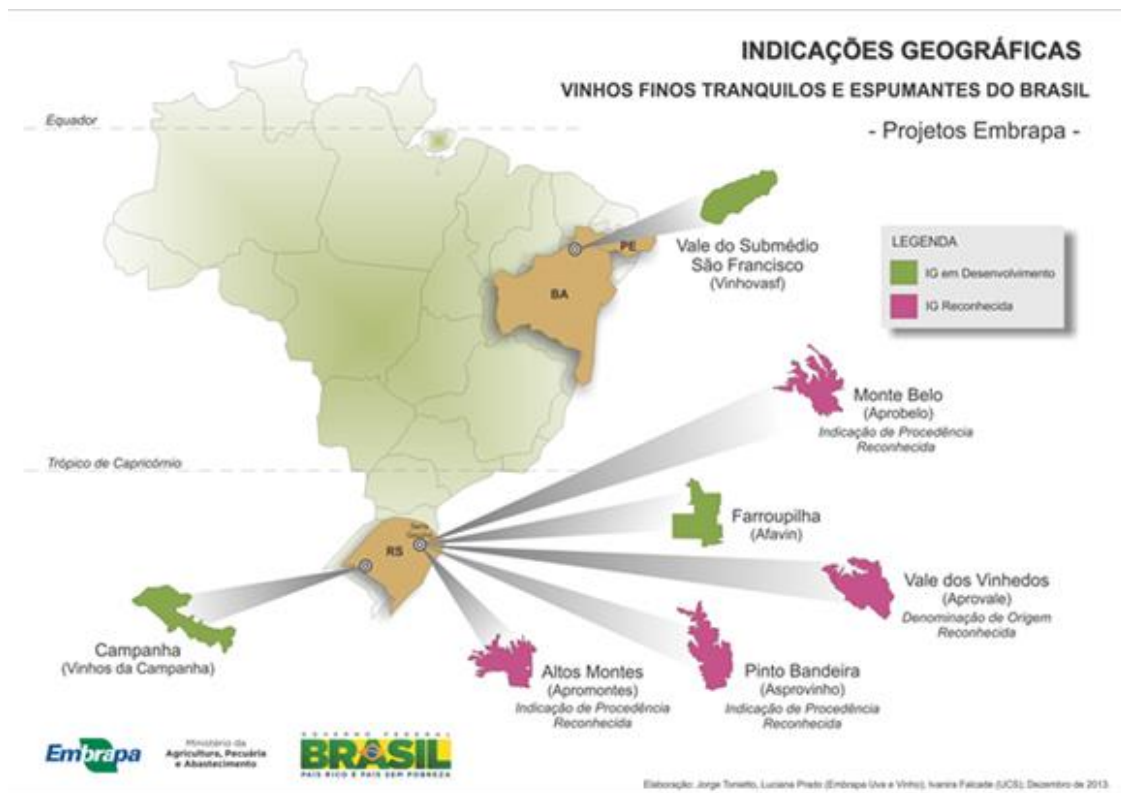 INDICAÇÕES GEOGRÁFICAS
VINHOS FINOS TRANQUILOS E ESPUMANTES DO BRASIL
- Projetos Embrapa -
Equador
Vale do Submédio
São Francisco
(Vinhovasf)
PE
BA
LEGENDA
IG em Desenvolvimento
IG Reconhecida
Monte Belo
(Aprobelo)
Indicação de Procedência
Reconhecida
Trópico de Capricórnio
Farroupilha
(Afavin)
Serra
Gaúcha
RS
Vale dos Vinhedos
(Aprovale)
Denominação de Origem
Reconhecida
Campanha
(Vinhos da Campanha)
Altos Montes
(Apromontes)
Indicação de Procedência
Reconhecida
Pinto Bandeira
(Asprovinho)
Indicação de Procedência
Reconhecida
Embrapa
Ministério da
Agricultura, Pecuária
e Abastecimento
GOVERNO FEDERAL
BRASIL
PAÍS RICO É PAÍS SEM POBREZA
Elaboração: Jorge Tonietto, Luciana Prado (Embrapa Uva e Vinho); Ivanira Falcade (UCS); Dezembro de 2013